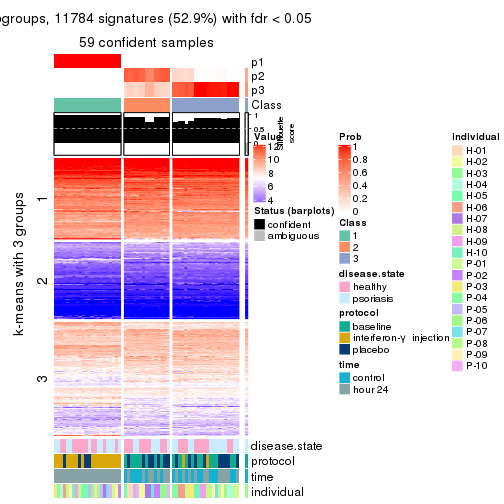 ogroups, 11784 signatures (52.9%) with fdr < 0.05
59 confident samples
p1
p2
p3
Class
1
0.5
0
Silhouette score
k-means with 3 groups
1
2
3
disease.state
protocol
time
individual
Value
12
10
8
6
4
Status (barplots)
confident
ambiguous
Prob
1
0.8
0.6
0.4
0.2
0
Class
1
2
3
disease.state
healthy
psoriasis
protocol
baseline
interferon-γ injection
placebo
time
control
hour 24
individual
H-01
H-02
H-03
H-04
H-05
H-06
H-07
H-08
H-09
H-10
P-01
P-02
P-03
P-04
P-05
P-06
P-07
P-08
P-09
P-10